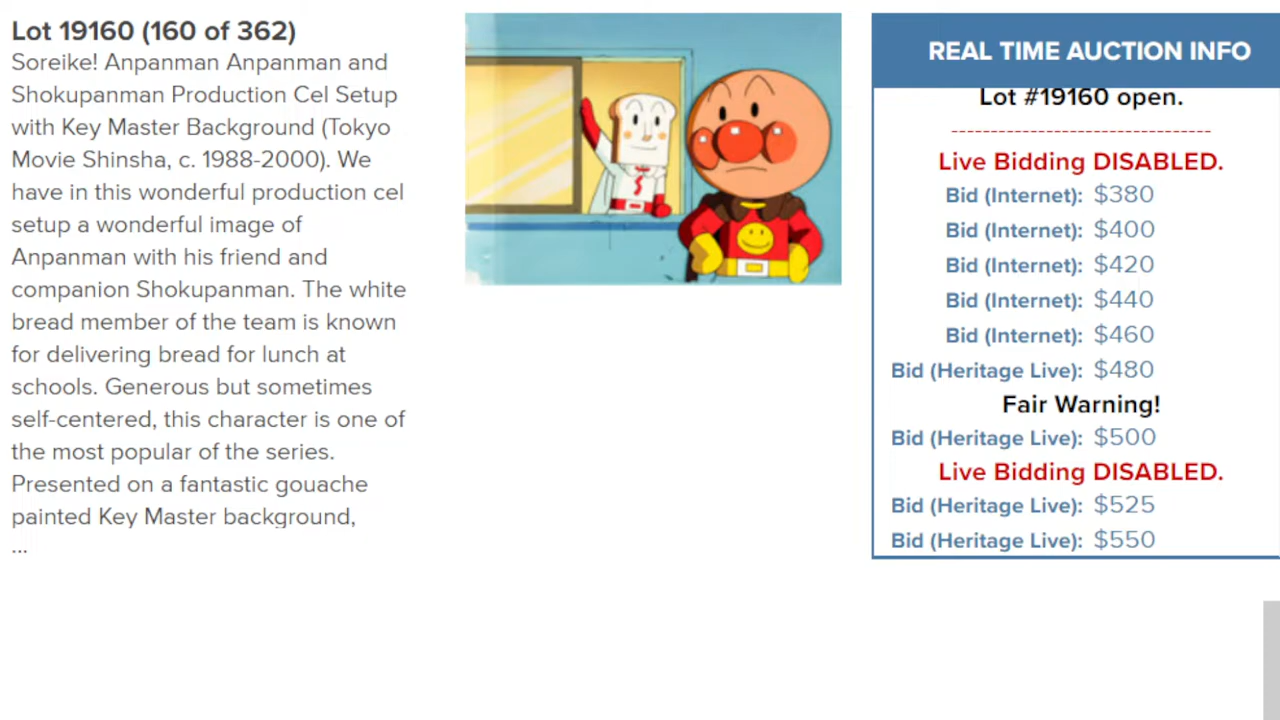 Lot 19160 (160 of 362)
Soreike! Anpanman Anpanman and
Shokupanman Production Cel Setup
with Key Master Background (Tokyo
Movie Shinsha, c. 1988-2000). We
have in this wonderful production cel
setup a wonderful image of
Anpanman with his friend and
companion Shokupanman. The white
bread member of the team is known
for delivering bread for lunch at
schools. Generous but sometimes
self-centered, this character is one of
the most popular of the series.
Presented on a fantastic gouache
painted Key Master background,
...
REAL TIME AUCTION INFO
Lot #19160 open.
--------------------------------
Live Bidding DISABLED.
Bid (Internet): $380
Bid (Internet): $400
Bid (Internet): $420
Bid (Internet): $440
Bid (Internet): $460
Bid (Heritage Live): $480
Fair Warning!
Bid (Heritage Live): $500
Live Bidding DISABLED.
Bid (Heritage Live): $525
Bid (Heritage Live): $550